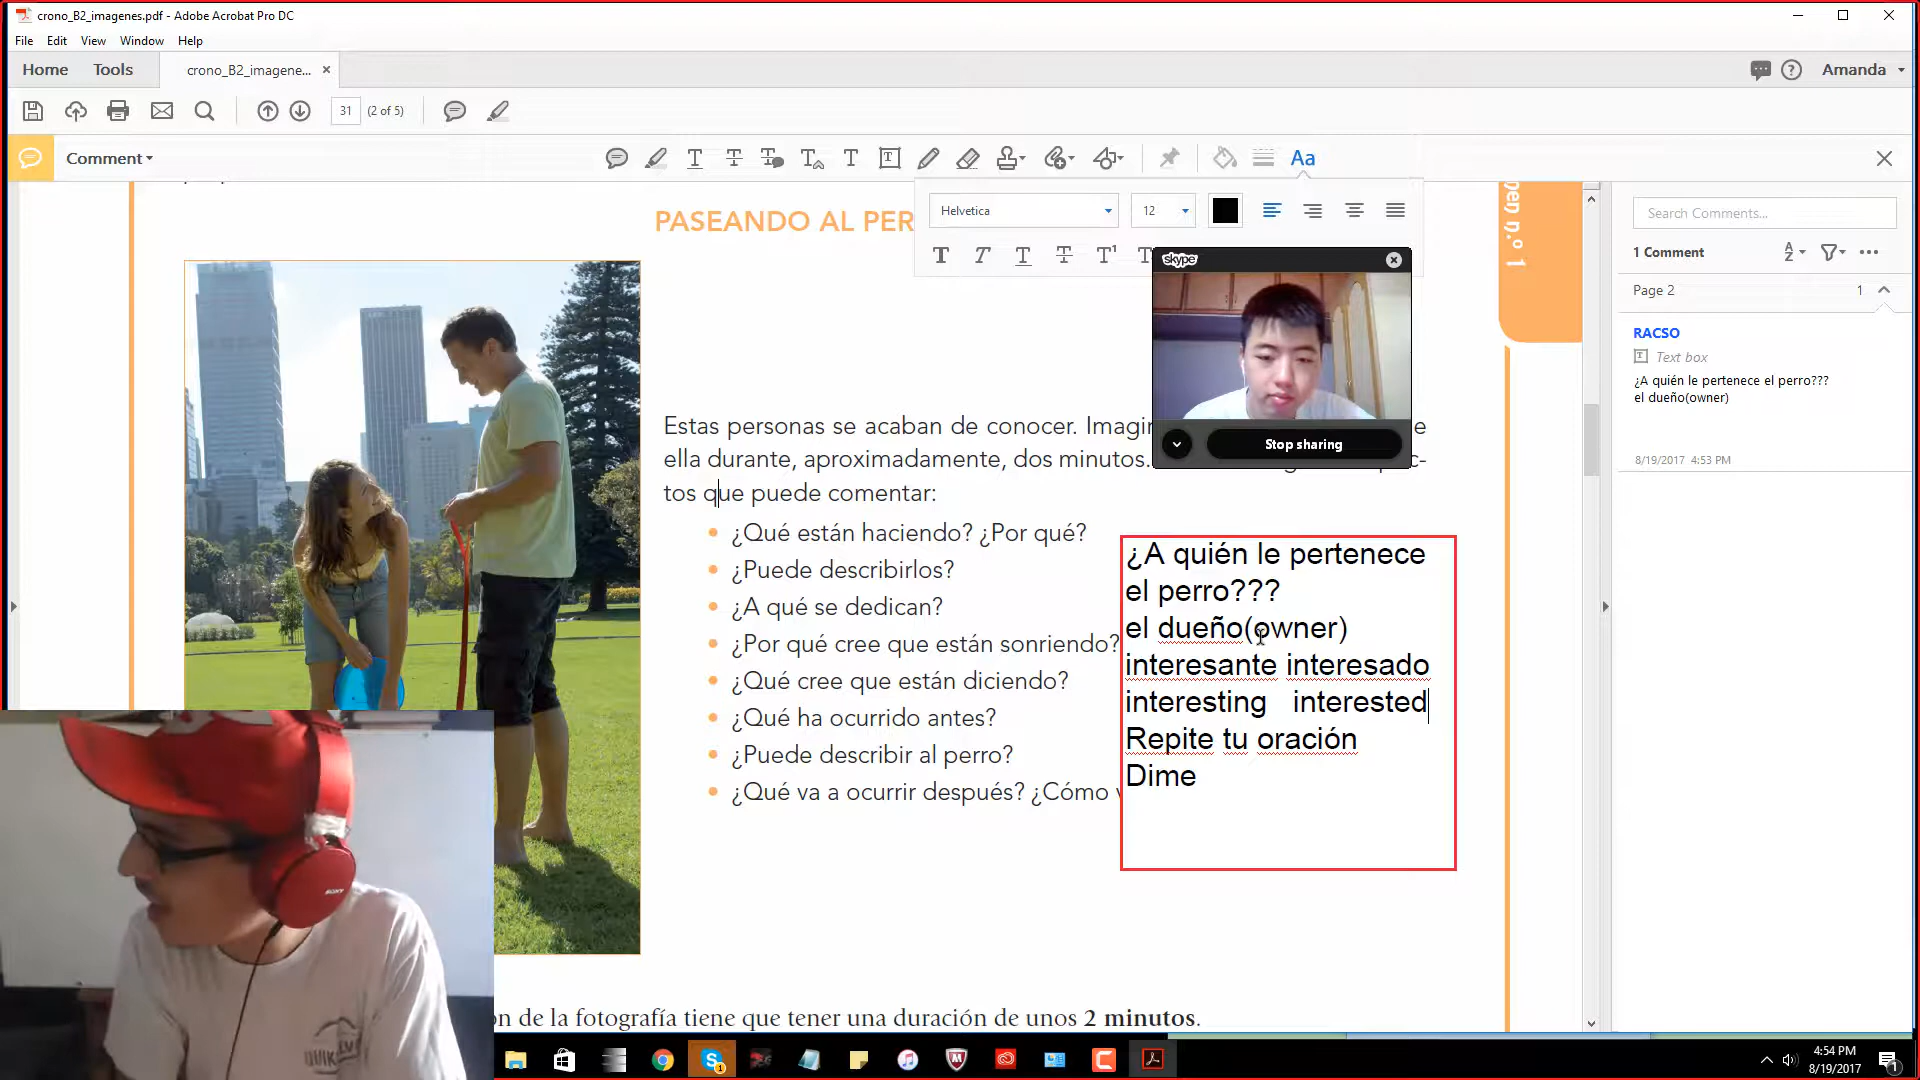 crono_B2_imagenes.pdf - Adobe Acrobat Pro DC
File Edit View Window Help
Home Tools crono_B2_imagene... ×
Amanda
31 (2 of 5)
Comment
Aa
Helvetica 12
PASEANDO AL PER
pen n.º 1
skype
Stop sharing
Estas personas se acaban de conocer. Imagi
e
ella durante, aproximadamente, dos minutos.
c-
tos que puede comentar:
• ¿Qué están haciendo? ¿Por qué?
• ¿Puede describirlos?
• ¿A qué se dedican?
• ¿Por qué cree que están sonriendo?
• ¿Qué cree que están diciendo?
• ¿Qué ha ocurrido antes?
• ¿Puede describir al perro?
• ¿Qué va a ocurrir después? ¿Cómo
¿A quién le pertenece
el perro???
el dueño(owner)
interesante interesado
interesting interested
Repite tu oración
Dime
ón de la fotografía tiene que tener una duración de unos 2 minutos.
Search Comments...
1 Comment
Page 2 1
RACSO
Text box
¿A quién le pertenece el perro???
el dueño(owner)
8/19/2017 4:53 PM
SONY
QUIK LV
4:54 PM
8/19/2017